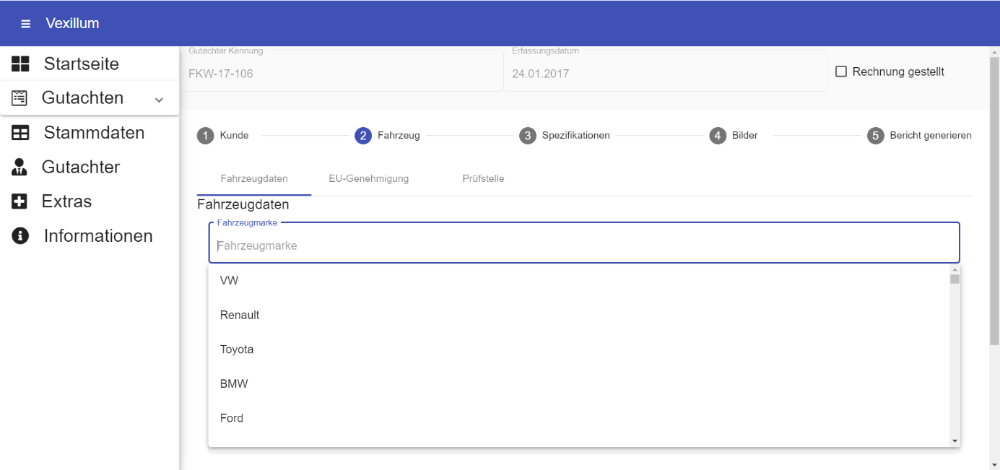 Vexillum
Startseite
Gutachten
Stammdaten
Gutachter
Extras
Informationen
Gutachter Kennung
FKW-17-106
Erfassungsdatum
24.01.2017
Rechnung gestellt
1 Kunde
2 Fahrzeug
3 Spezifikationen
4 Bilder
5 Bericht generieren
Fahrzeugdaten
EU-Genehmigung
Prüfstelle
Fahrzeugdaten
Fahrzeugmarke
Fahrzeugmarke
VW
Renault
Toyota
BMW
Ford